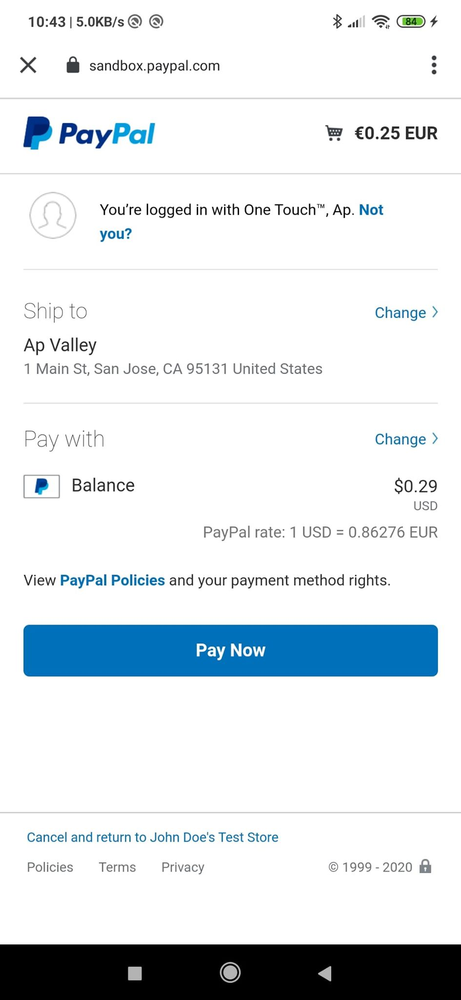 10:43 | 5.0KB/s
84
sandbox.paypal.com
PayPal
€0.25 EUR
You’re logged in with One Touch™, Ap. Not
you?
Ship to
Change
Ap Valley
1 Main St, San Jose, CA 95131 United States
Pay with
Change
Balance
$0.29
USD
PayPal rate: 1 USD = 0.86276 EUR
View PayPal Policies and your payment method rights.
Pay Now
Cancel and return to John Doe's Test Store
Policies Terms Privacy © 1999 - 2020